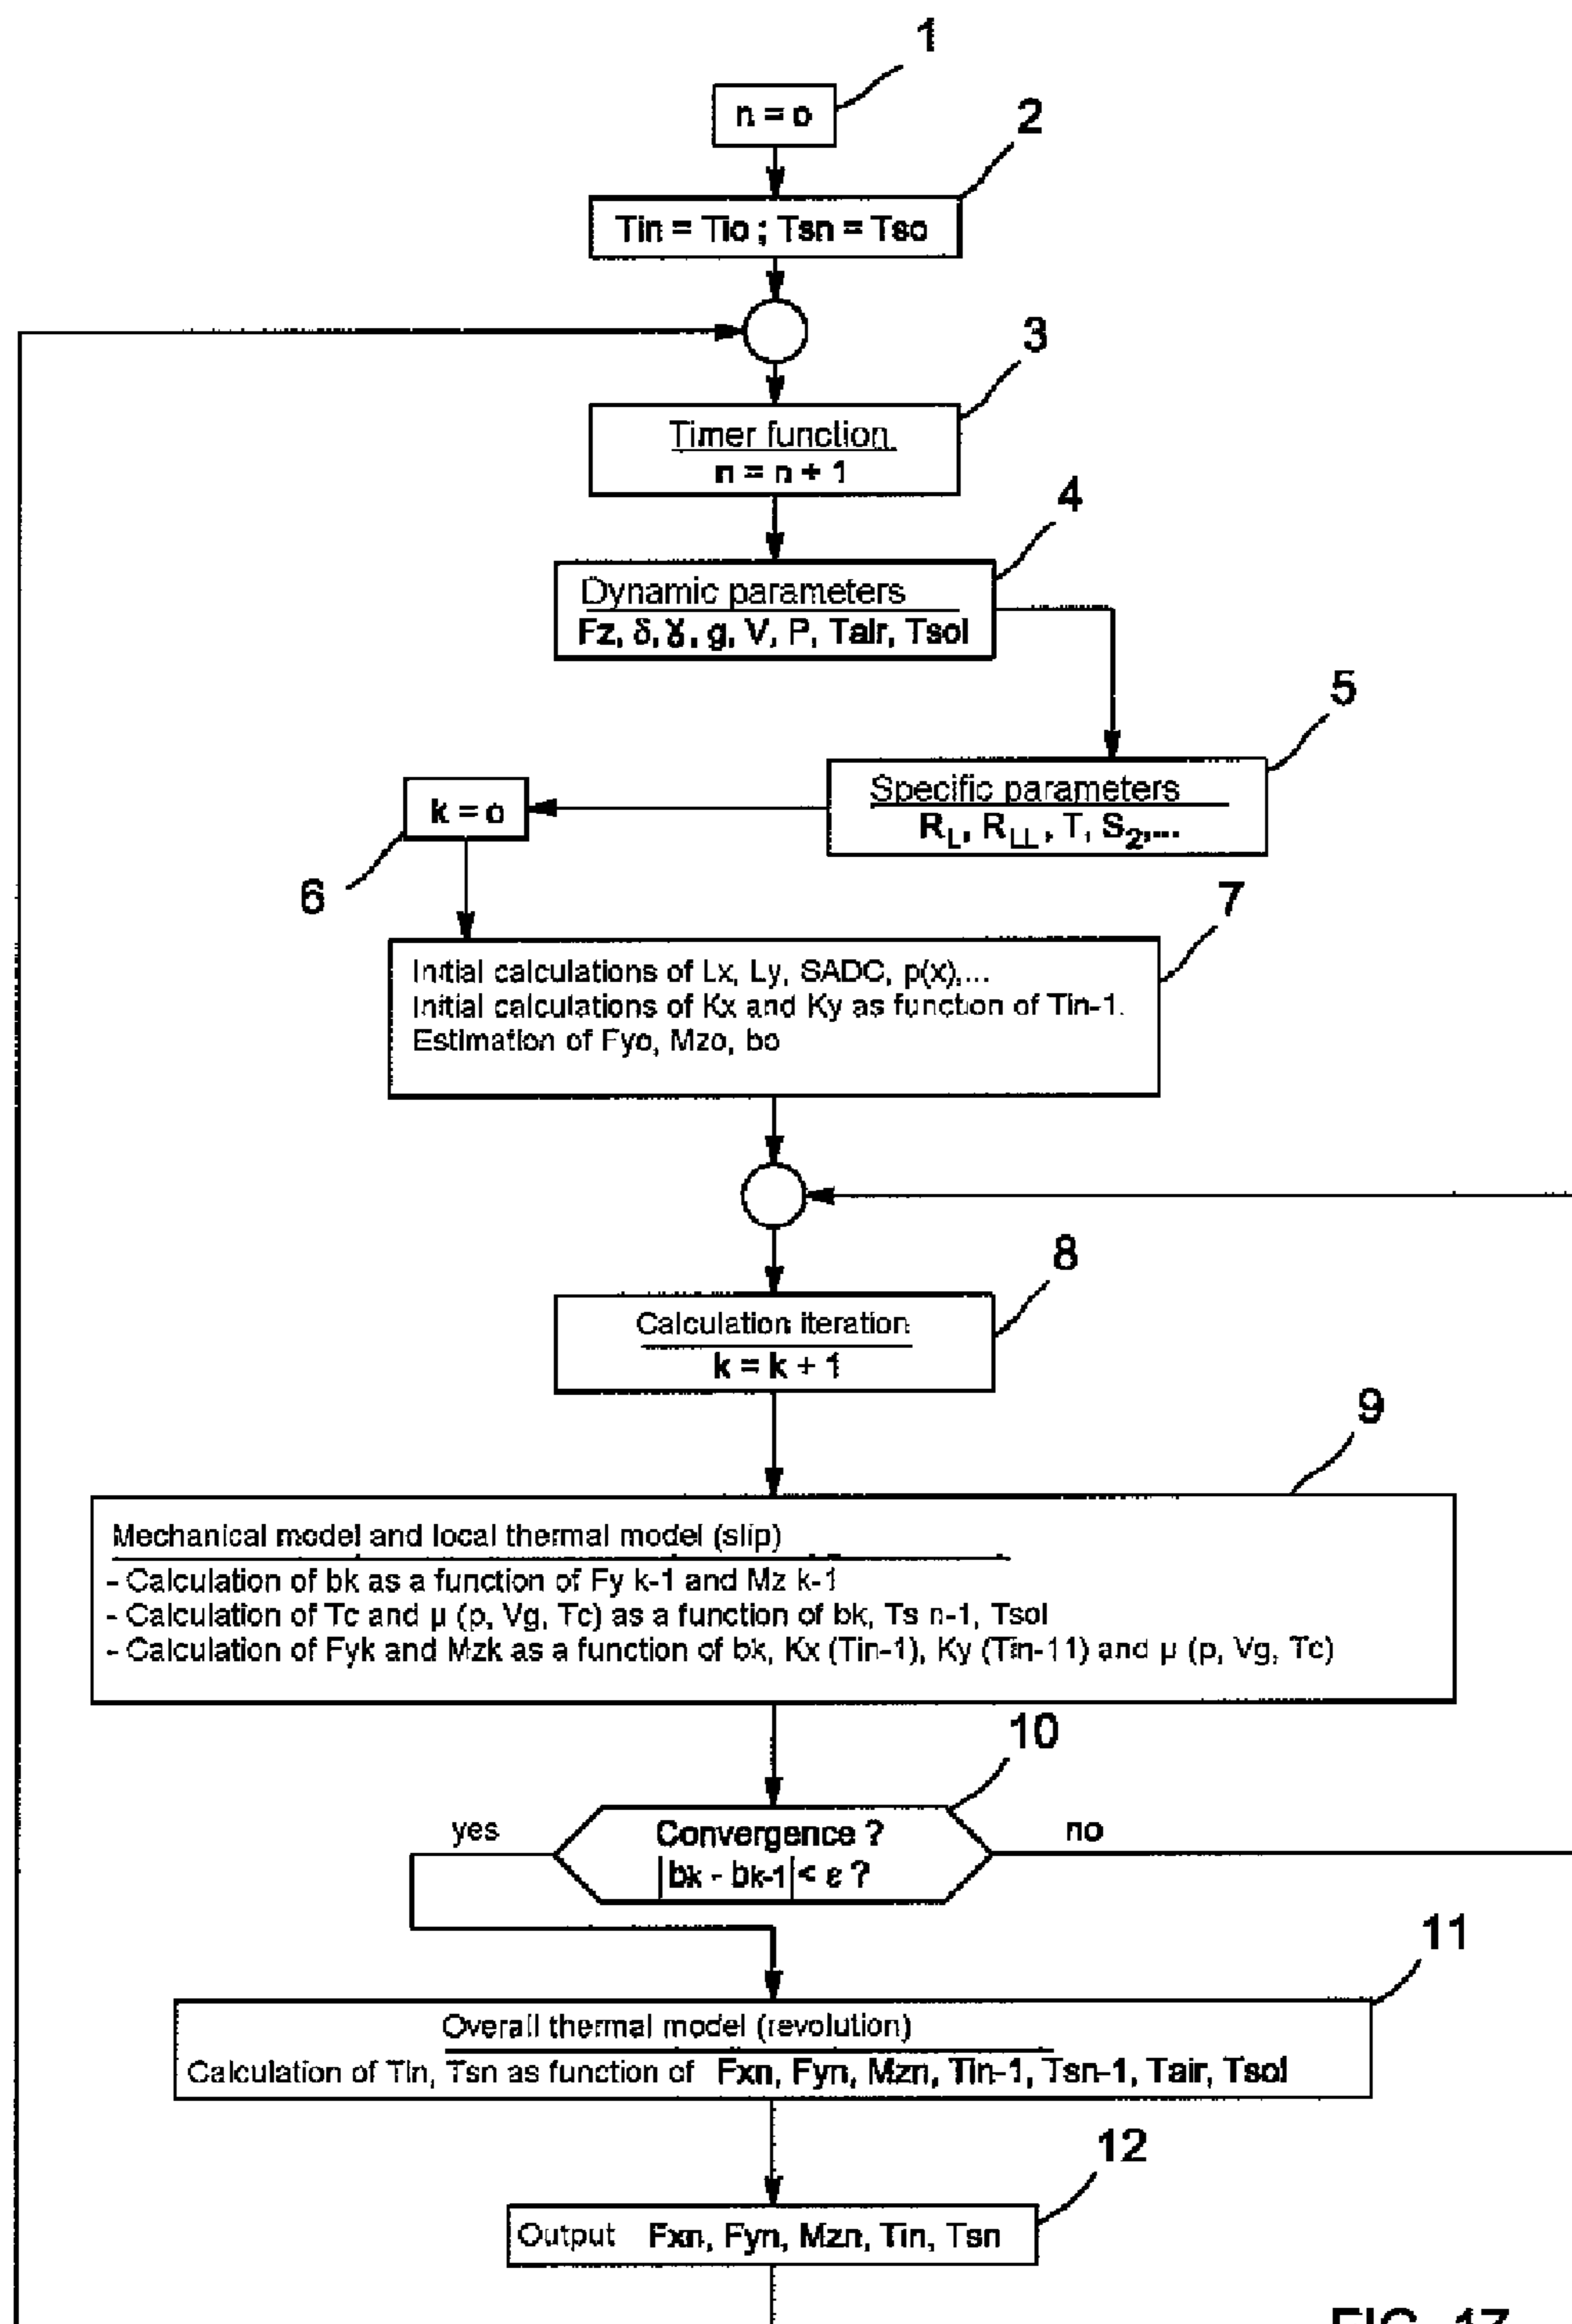 1
n = o
2
Tin = Tio ; Tsn = Tso
3
Timer function
n = n + 1
4
Dynamic parameters
Fz, δ, ɣ, g, V, P, Tair, Tsol
5
Specific parameters
R_L, R_LL, T, S_2,...
k = o
6
7
Initial calculations of Lx, Ly, SADC, p(x),...
Initial calculations of Kx and Ky as function of Tin-1.
Estimation of Fyo, Mzo, bo
8
Calculation iteration
k = k + 1
9
Mechanical model and local thermal model (slip)
- Calculation of bk as a function of Fy k-1 and Mz k-1
- Calculation of Tc and µ (p, Vg, Tc) as a function of bk, Ts n-1, Tsol
- Calculation of Fyk and Mzk as a function of bk, Kx (Tin-1), Ky (Tin-11) and µ (p, Vg, Tc)
10
yes
Convergence ?
no
|bk - bk-1| < ε ?
11
Overall thermal model (revolution)
Calculation of Tin, Tsn as function of Fxn, Fyn, Mzn, Tin-1, Tsn-1, Tair, Tsol
12
Output Fxn, Fyn, Mzn, Tin, Tsn
FIG. 17